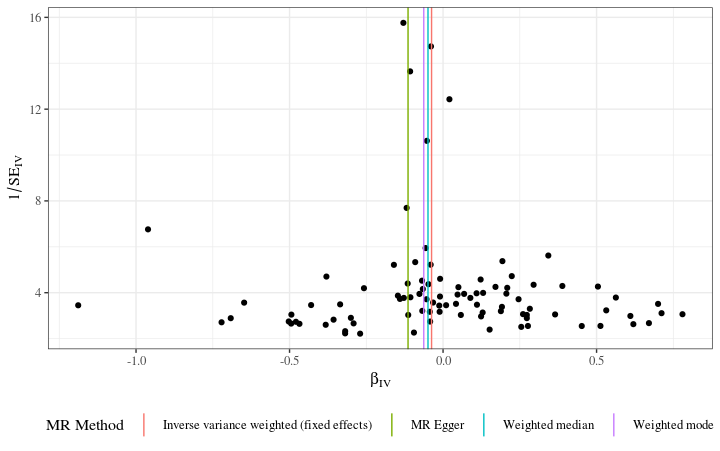 16
12
8
4
1/SE_IV
-1.0 -0.5 0.0 0.5
β_IV
MR Method Inverse variance weighted (fixed effects) MR Egger Weighted median Weighted mode